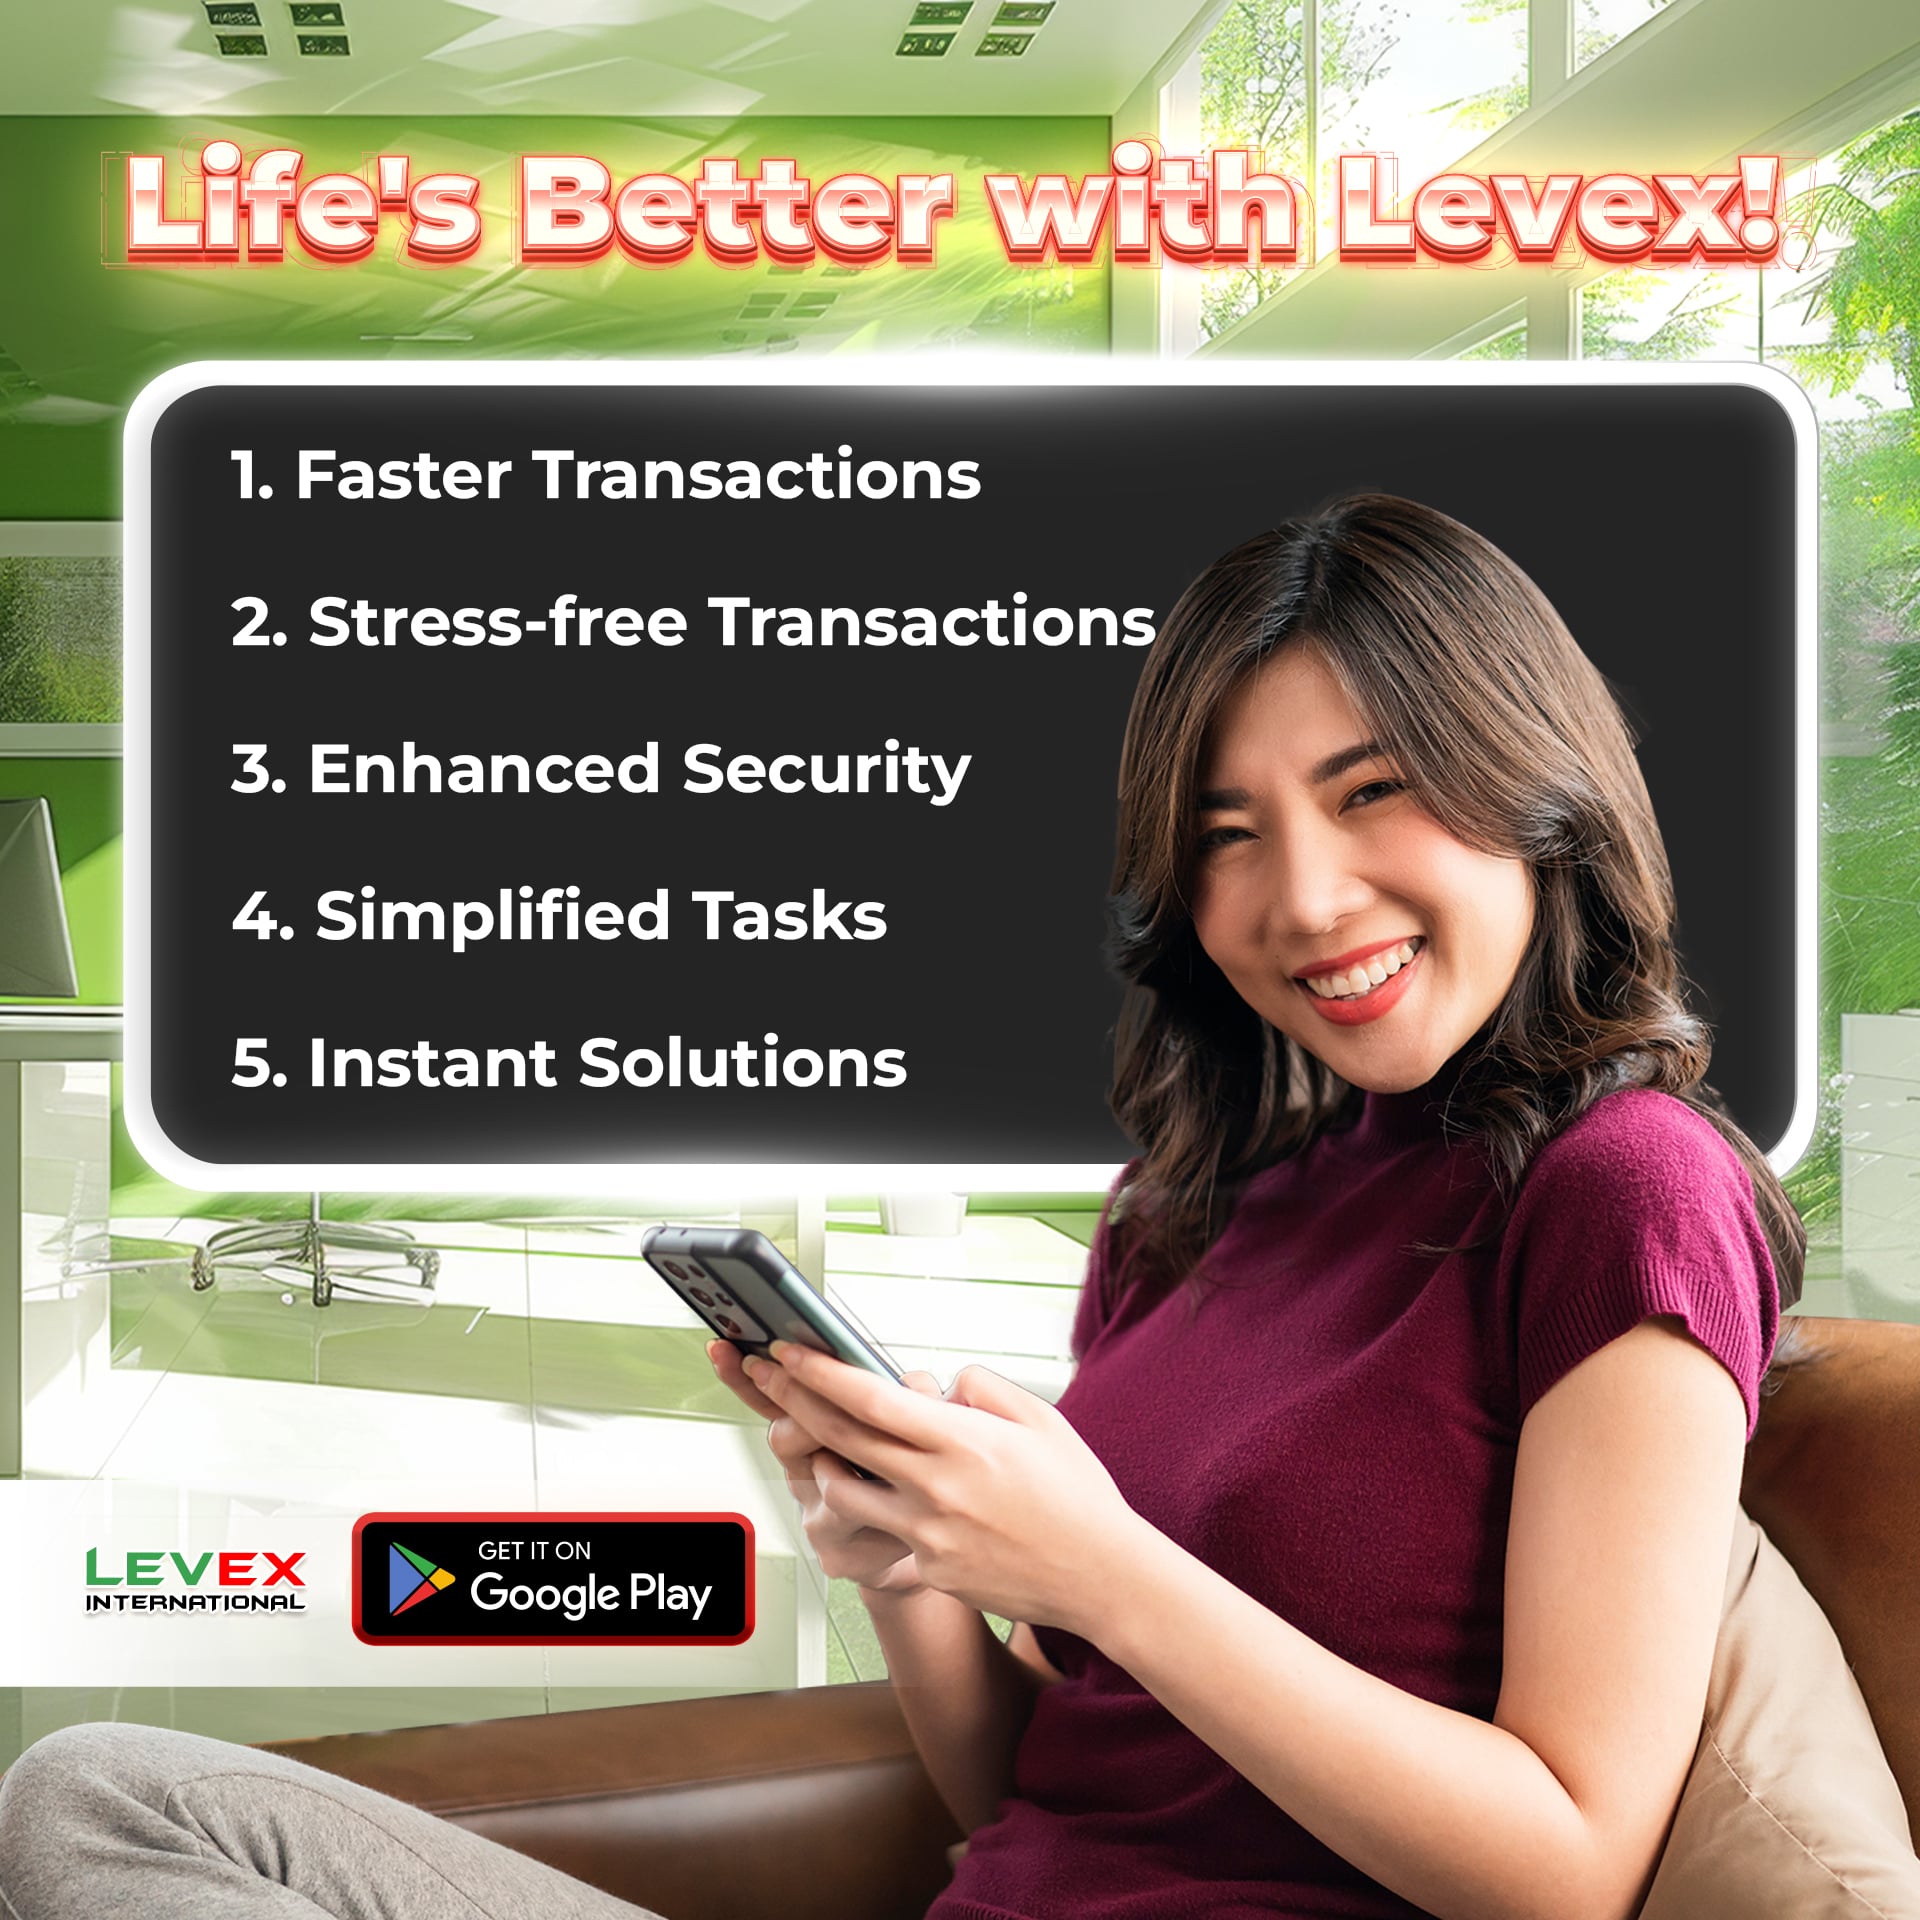 Life's Better with Levex!
1. Faster Transactions
2. Stress-free Transactions
3. Enhanced Security
4. Simplified Tasks
5. Instant Solutions
LEVEX
INTERNATIONAL
GET IT ON
Google Play